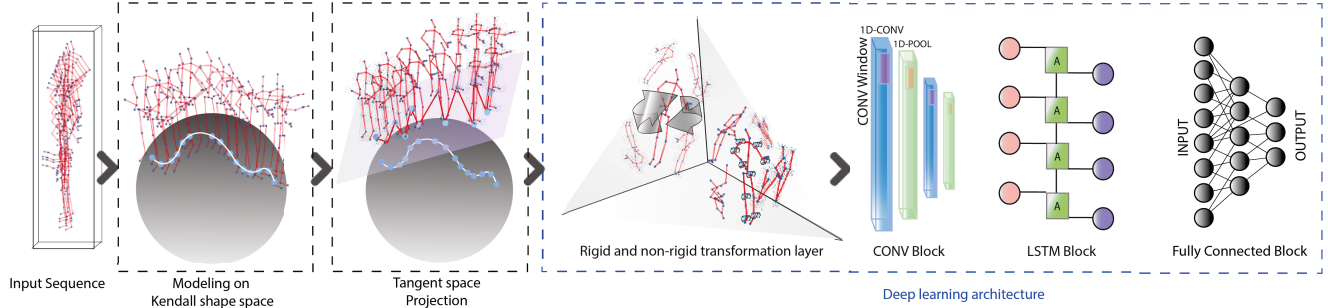 Input Sequence
Modeling on
Kendall shape space
Tangent space
Projection
Rigid and non-rigid transformation layer
1D-CONV
1D-POOL
CONV Window
CONV Block
A
A
A
A
LSTM Block
INPUT
OUTPUT
Fully Connected Block
Deep learning architecture